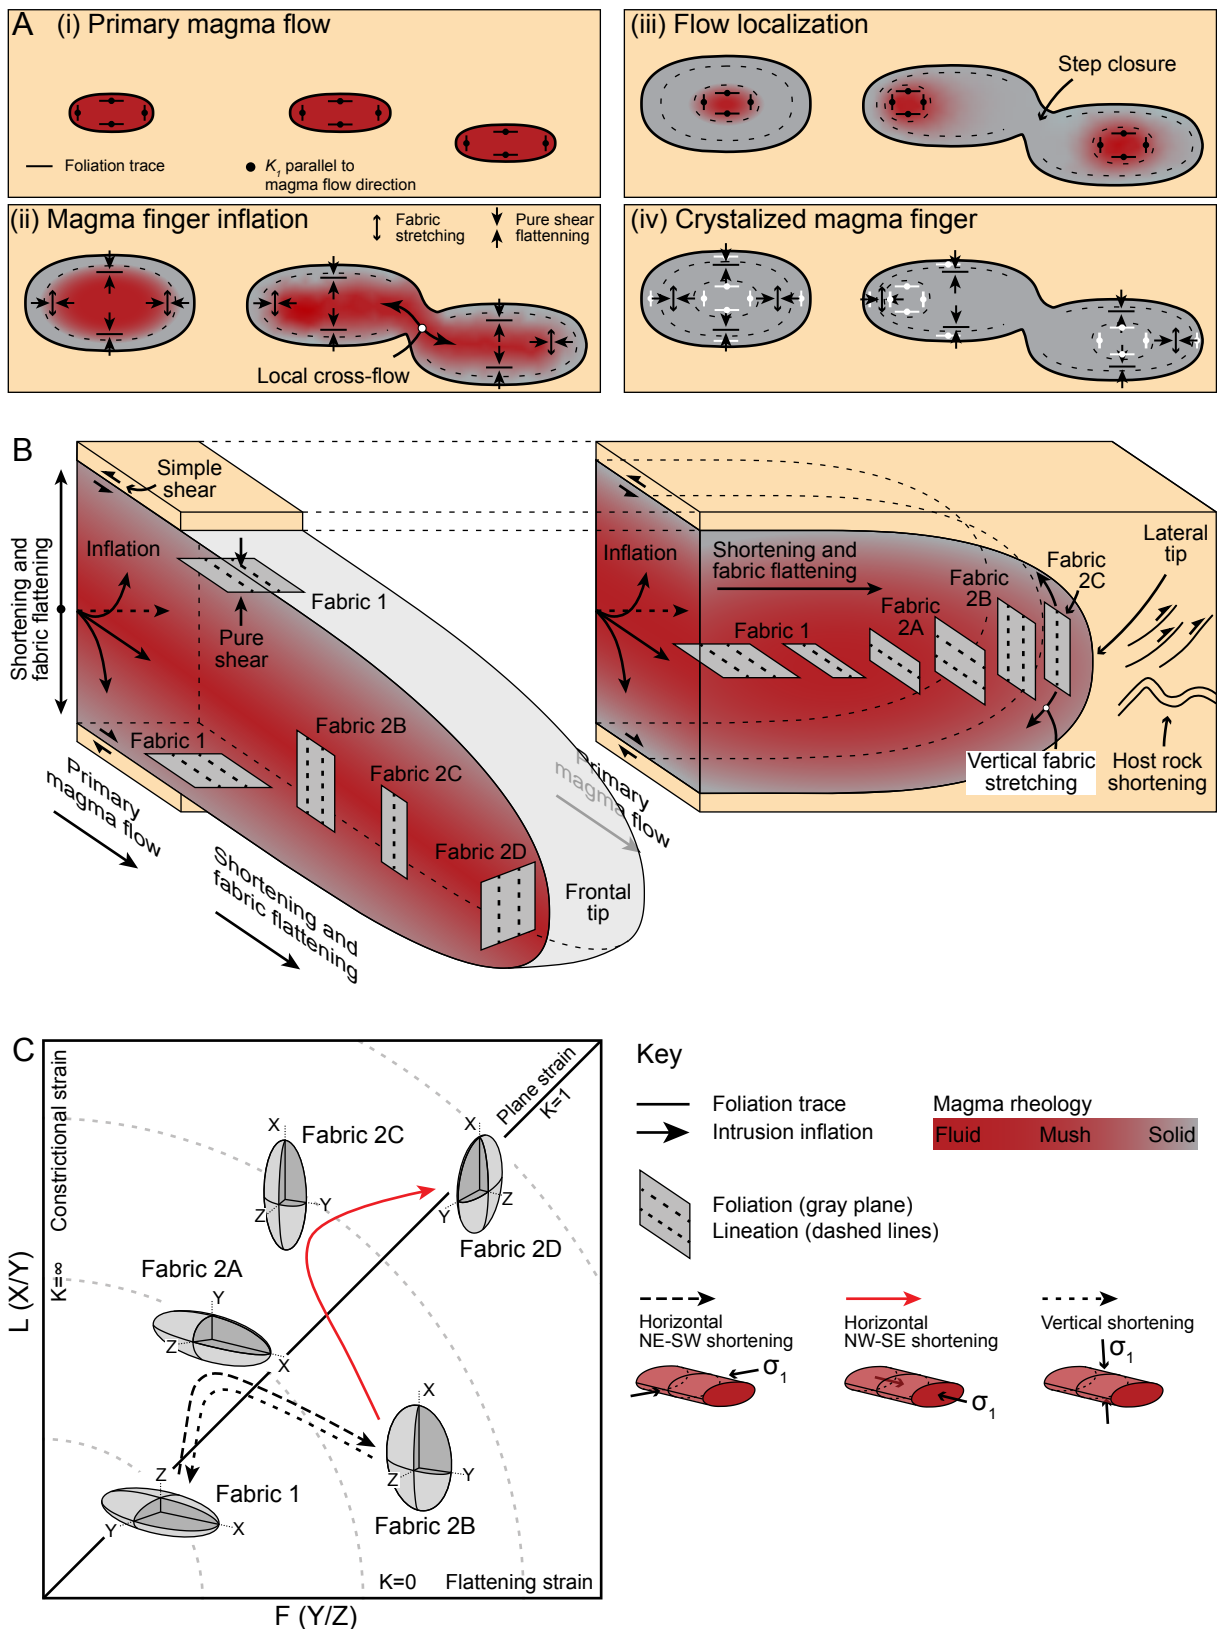 A (i) Primary magma flow
Foliation trace
K1 parallel to
magma flow direction
(iii) Flow localization
Step closure
(ii) Magma finger inflation
Fabric
stretching
Pure shear
flattenning
Local cross-flow
(iv) Crystalized magma finger
B
Shortening and
fabric flattening
Simple
shear
Inflation
Pure
shear
Fabric 1
Fabric 1
Fabric 2B
Fabric 2C
Fabric 2D
Frontal
tip
Primary
magma flow
Shortening and
fabric flattening
Primary
magma flow
Inflation
Shortening and
fabric flattening
Fabric 1
Fabric
2A
Fabric
2B
Fabric
2C
Lateral
tip
Vertical fabric
stretching
Host rock
shortening
C
L (X/Y)
K=∞
Constrictional strain
Plane strain
K=1
X
Y
Z
Fabric 2C
X
Y
Z
Fabric 2D
Fabric 2A
Y
Z
X
X
Z
Y
Fabric 2B
Z
Y
X
Fabric 1
K=0
Flattening strain
F (Y/Z)
Key
Foliation trace
Intrusion inflation
Magma rheology
Fluid Mush Solid
Foliation (gray plane)
Lineation (dashed lines)
Horizontal
NE-SW shortening
σ1
Horizontal
NW-SE shortening
σ1
Vertical shortening
σ1